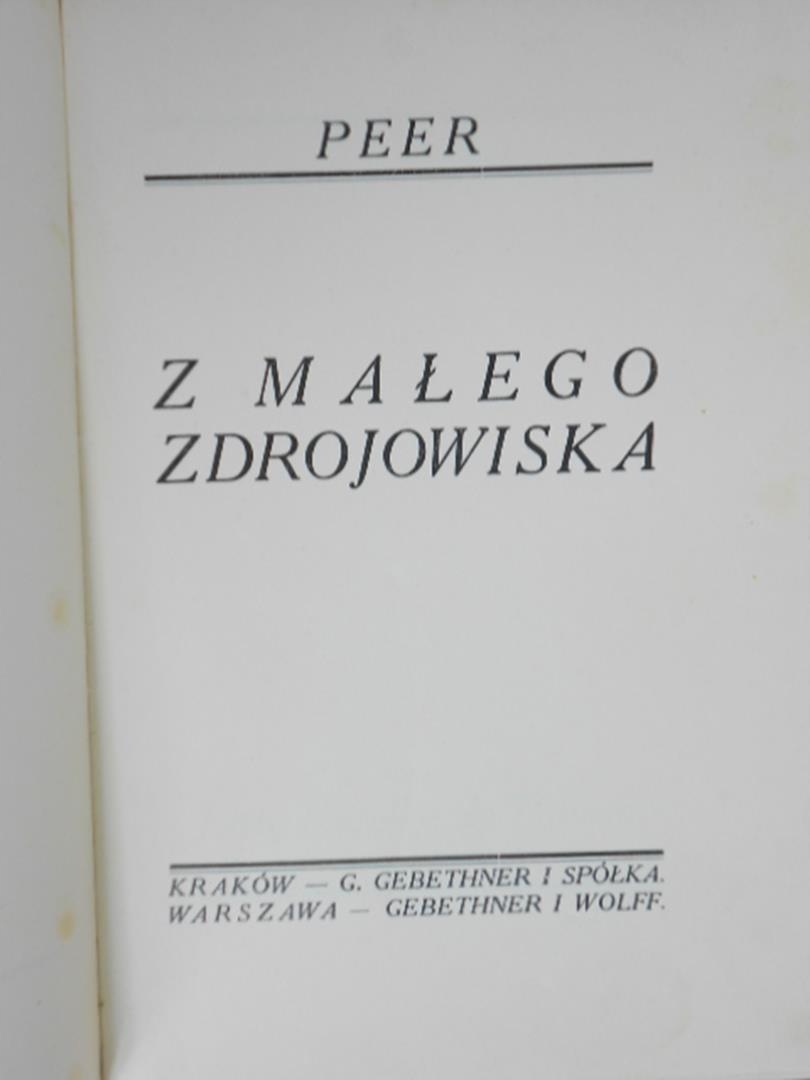 PEER
Z MAŁEGO
ZDROJOWISKA
KRAKÓW — G. GEBETHNER I SPÓŁKA.
WARSZAWA — GEBETHNER I WOLFF.